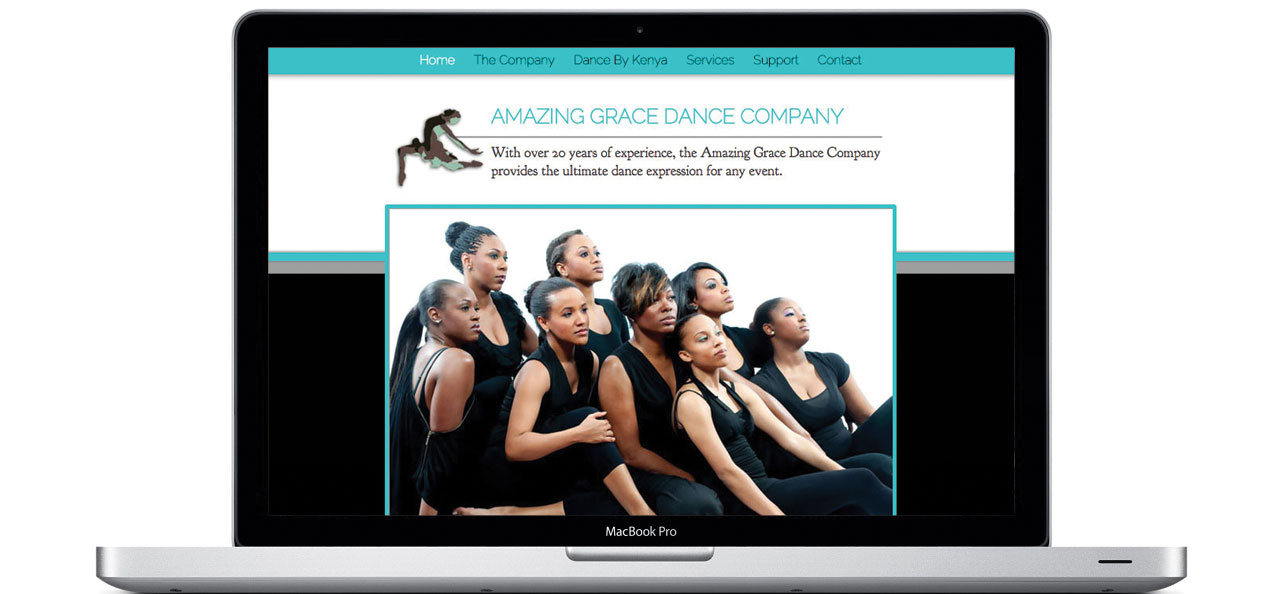 Home The Company Dance By Kenya Services Support Contact
AMAZING GRACE DANCE COMPANY
With over 20 years of experience, the Amazing Grace Dance Company
provides the ultimate dance expression for any event.
MacBook Pro